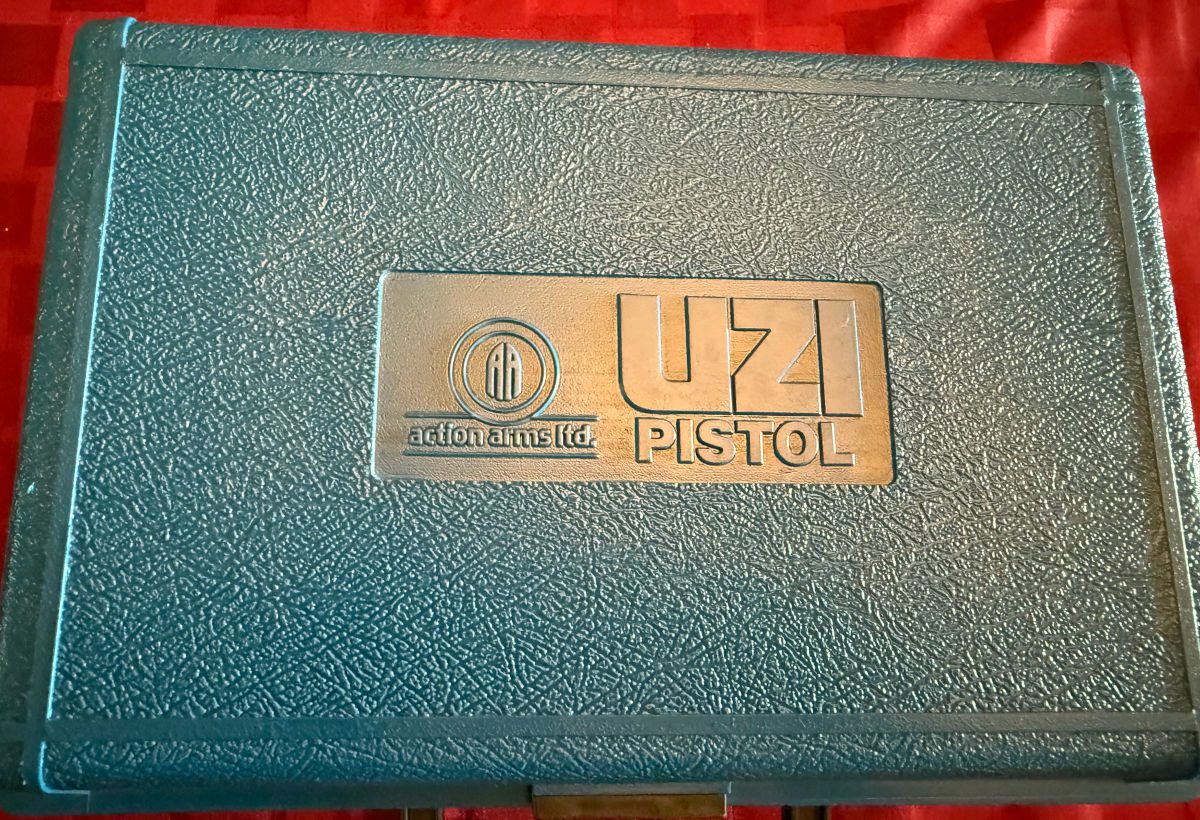 AA
action arms ltd.
UZI
PISTOL